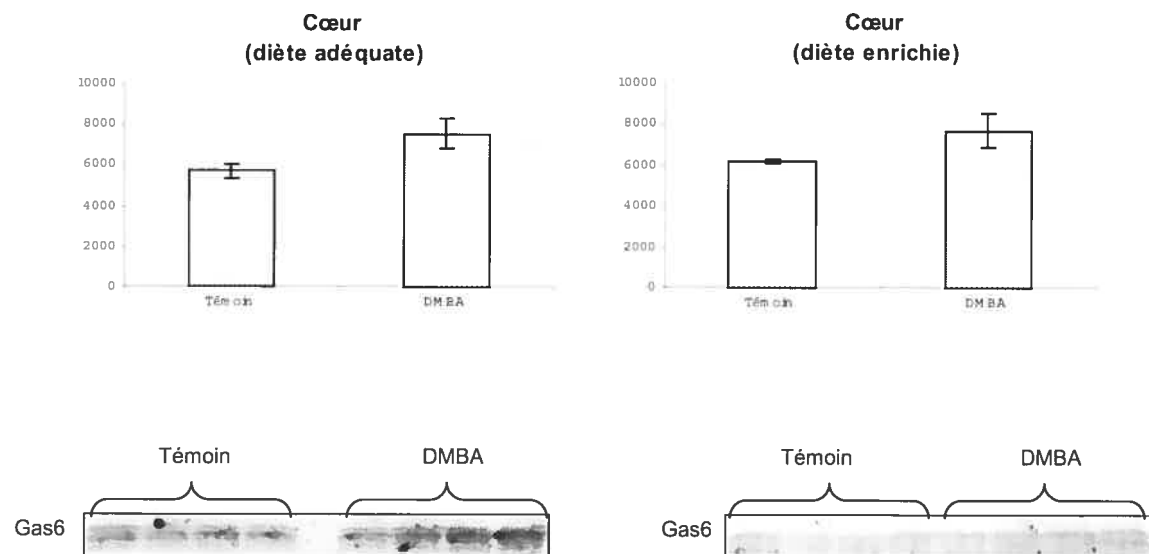 Cœur
(diète adéquate)
10000
8000
6000
4000
2000
0
Témoin
DMBA
Cœur
(diète enrichie)
10000
8000
6000
4000
2000
0
Témoin
DMBA
Témoin
DMBA
Gas6
Témoin
DMBA
Gas6